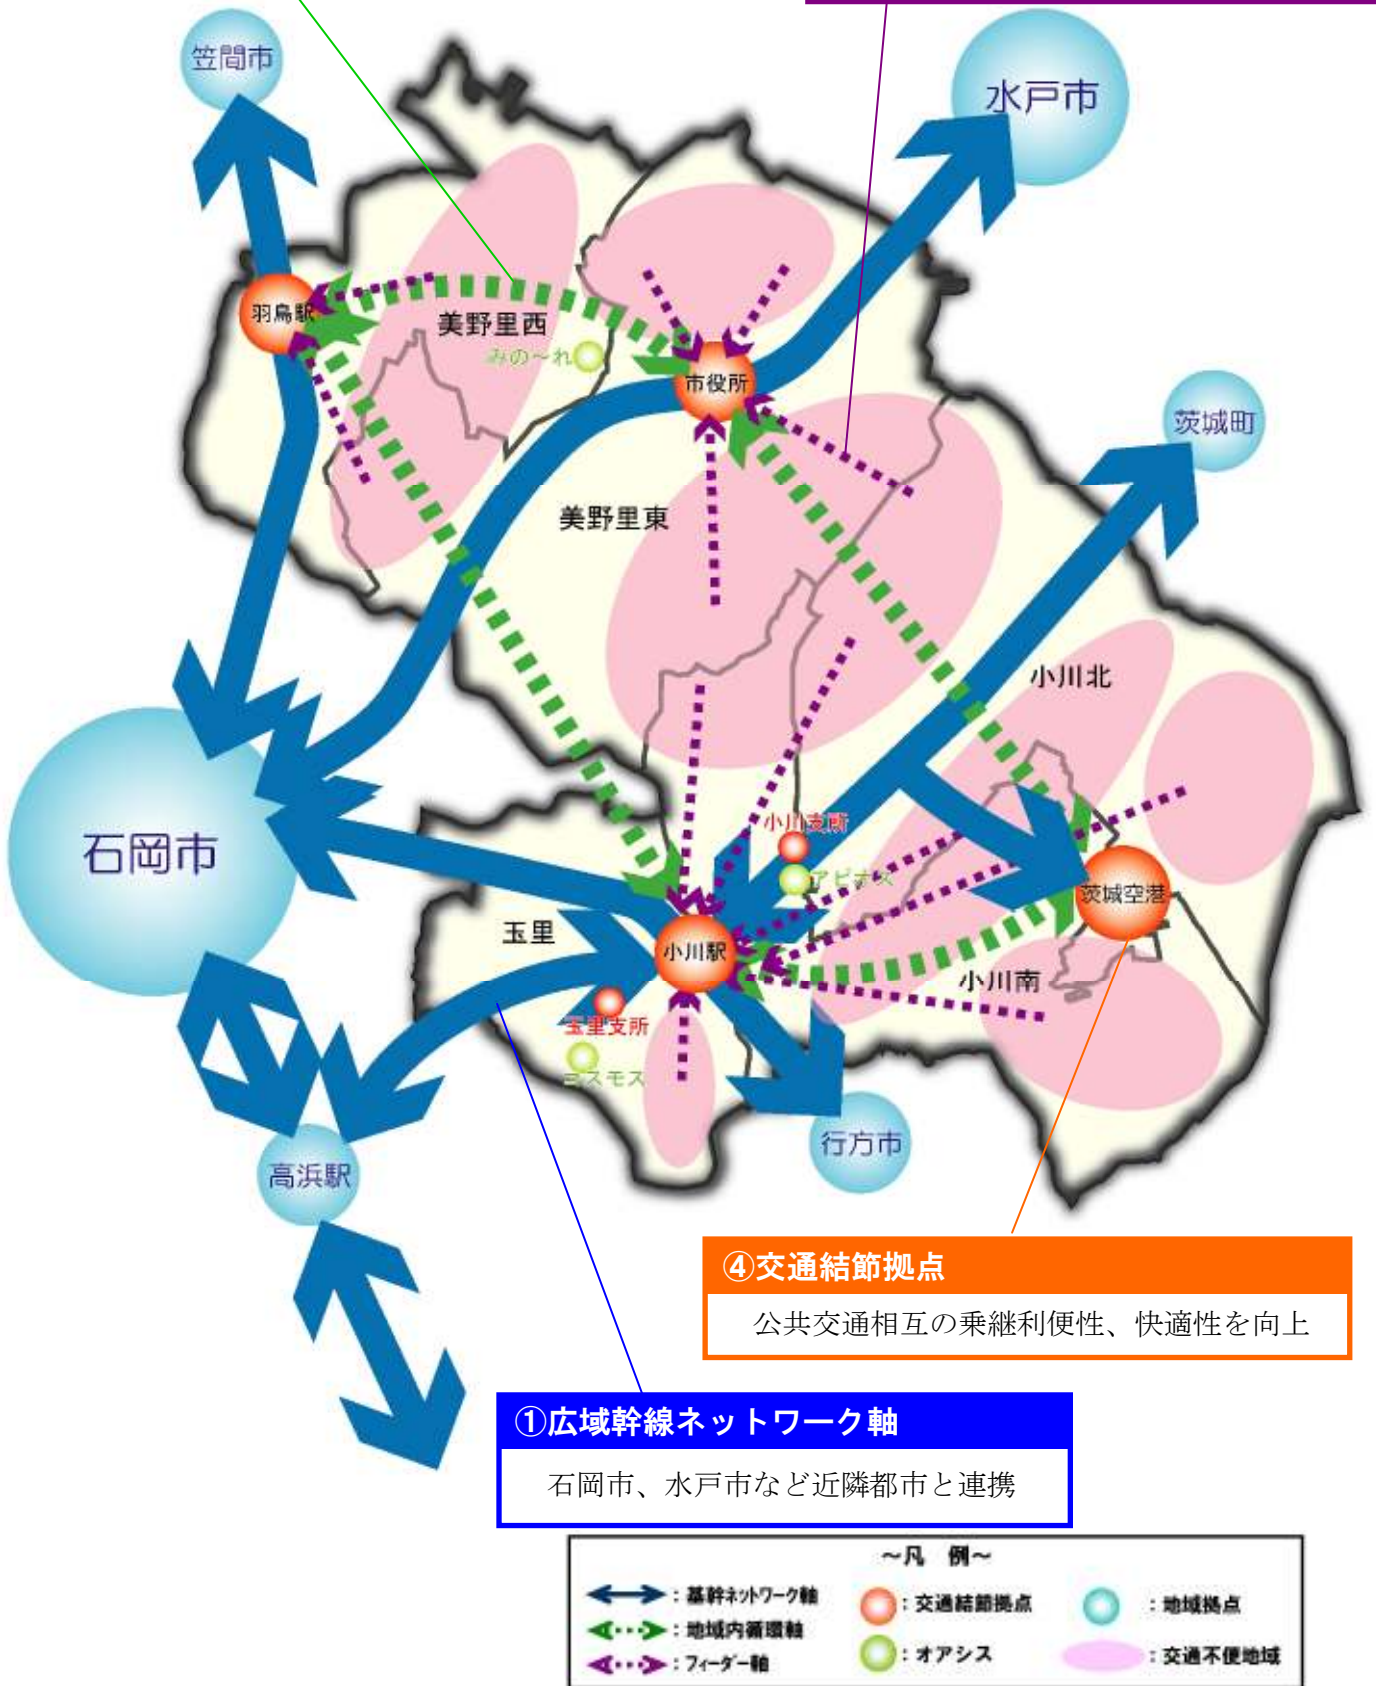 笠間市
水戸市
羽鳥駅
美野里西
みの～れ
市役所
茨城町
美野里東
小川北
小川支所
アピオス
石岡市
茨城空港
玉里
小川駅
小川南
玉里支所
コスモス
行方市
高浜駅
④交通結節拠点
公共交通相互の乗継利便性、快適性を向上
①広域幹線ネットワーク軸
石岡市、水戸市など近隣都市と連携
～凡 例～
：基幹ネットワーク軸
：交通結節拠点
：地域拠点
：地域内循環軸
：フィーダー軸
：オアシス
：交通不便地域